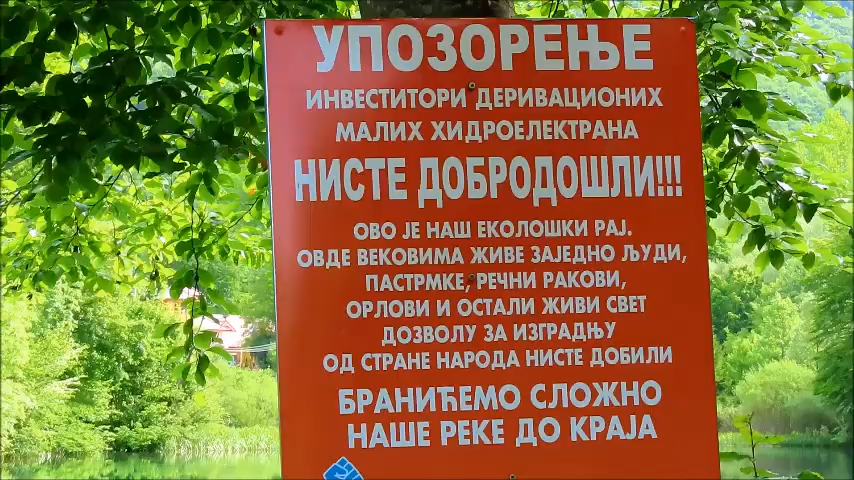 УПОЗОРЕЊЕ
ИНВЕСТИТОРИ ДЕРИВАЦИОНИХ
МАЛИХ ХИДРОЕЛЕКТРАНА
НИСТЕ ДОБРОДОШЛИ!!!
ОВО ЈЕ НАШ ЕКОЛОШКИ РАЈ.
ОВДЕ ВЕКОВИМА ЖИВЕ ЗАЈЕДНО ЉУДИ,
ПАСТРМКЕ, РЕЧНИ РАКОВИ,
ОРЛОВИ И ОСТАЛИ ЖИВИ СВЕТ
ДОЗВОЛУ ЗА ИЗГРАДЊУ
ОД СТРАНЕ НАРОДА НИСТЕ ДОБИЛИ
БРАНИЋЕМО СЛОЖНО
НАШЕ РЕКЕ ДО КРАЈА